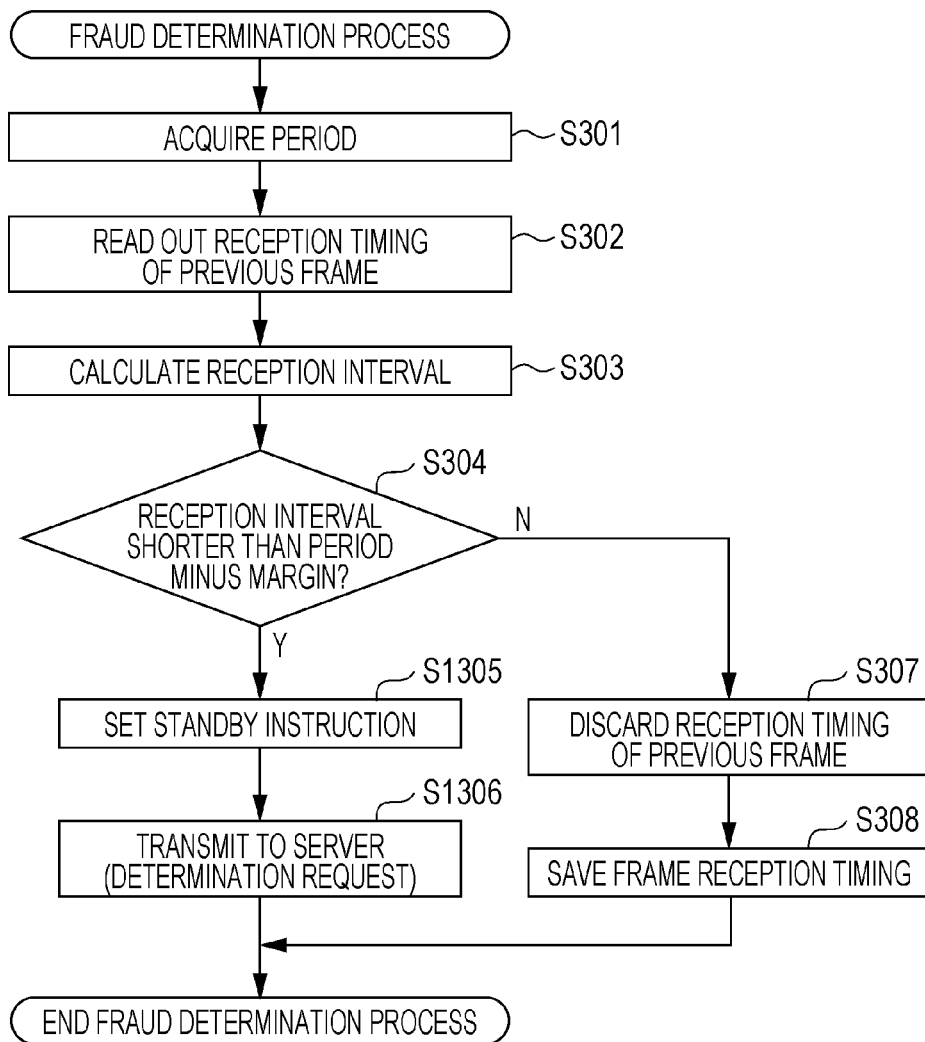 FRAUD DETERMINATION PROCESS
ACQUIRE PERIOD
S301
READ OUT RECEPTION TIMING
OF PREVIOUS FRAME
S302
CALCULATE RECEPTION INTERVAL
S303
S304
RECEPTION INTERVAL
SHORTER THAN PERIOD
MINUS MARGIN?
N
Y
S1305
SET STANDBY INSTRUCTION
S307
DISCARD RECEPTION TIMING
OF PREVIOUS FRAME
S1306
TRANSMIT TO SERVER
(DETERMINATION REQUEST)
S308
SAVE FRAME RECEPTION TIMING
END FRAUD DETERMINATION PROCESS